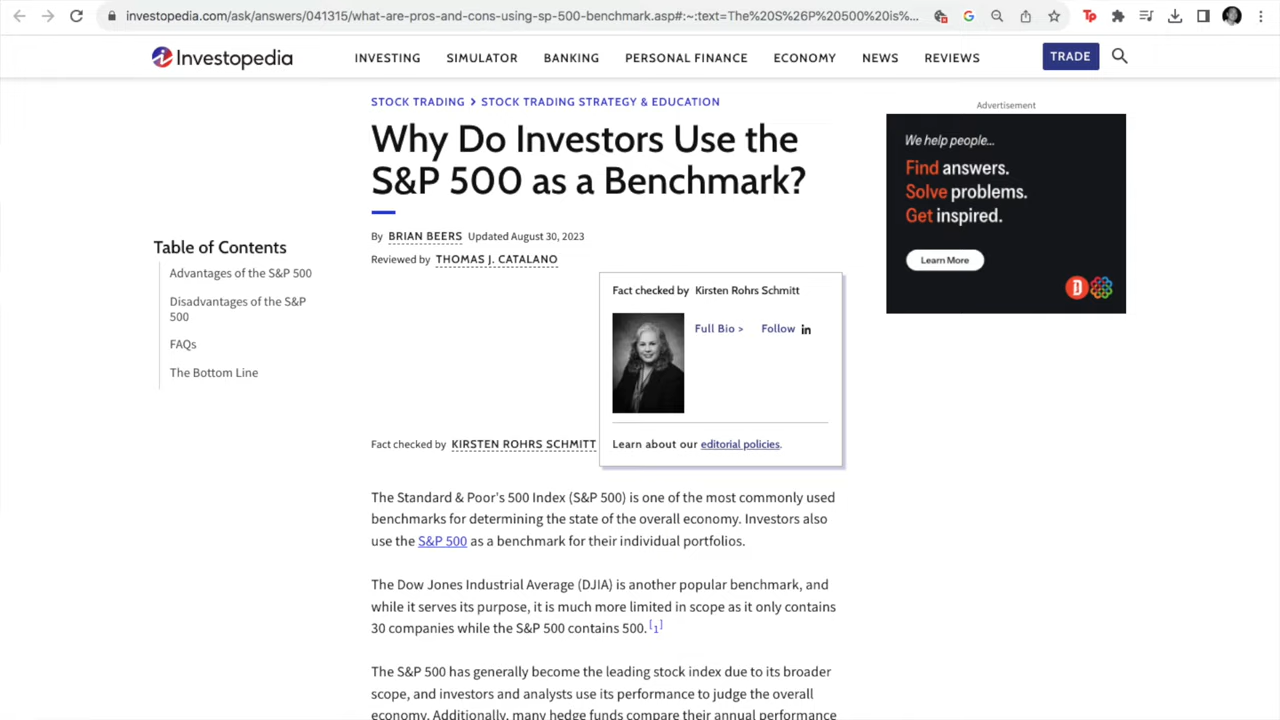 investopedia.com/ask/answers/041315/what-are-pros-and-cons-using-sp-500-benchmark.asp#:~:text=The%20S%26P%20500%20is%...
Investopedia
INVESTING SIMULATOR BANKING PERSONAL FINANCE ECONOMY NEWS REVIEWS TRADE
STOCK TRADING > STOCK TRADING STRATEGY & EDUCATION
Why Do Investors Use the
S&P 500 as a Benchmark?
By BRIAN BEERS Updated August 30, 2023
Reviewed by THOMAS J. CATALANO
Fact checked by Kirsten Rohrs Schmitt
Full Bio > Follow in
Fact checked by KIRSTEN ROHRS SCHMITT
Learn about our editorial policies.
Table of Contents
Advantages of the S&P 500
Disadvantages of the S&P
500
FAQs
The Bottom Line
The Standard & Poor's 500 Index (S&P 500) is one of the most commonly used
benchmarks for determining the state of the overall economy. Investors also
use the S&P 500 as a benchmark for their individual portfolios.
The Dow Jones Industrial Average (DJIA) is another popular benchmark, and
while it serves its purpose, it is much more limited in scope as it only contains
30 companies while the S&P 500 contains 500.[1]
The S&P 500 has generally become the leading stock index due to its broader
scope, and investors and analysts use its performance to judge the overall
economy. Additionally, many hedge funds compare their annual performance
Advertisement
We help people...
Find answers.
Solve problems.
Get inspired.
Learn More